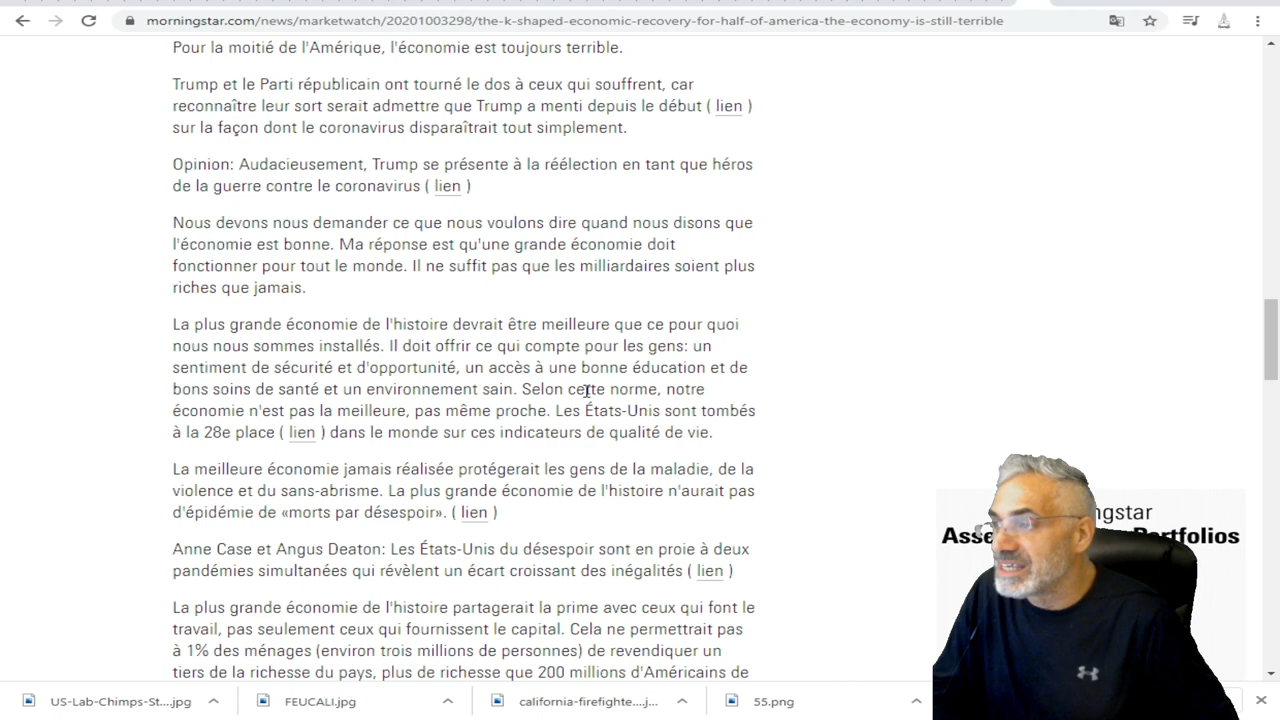 morningstar.com/news/marketwatch/20201003298/the-k-shaped-economic-recovery-for-half-of-america-the-economy-is-still-terrible
Pour la moitié de l'Amérique, l'économie est toujours terrible.
Trump et le Parti républicain ont tourné le dos à ceux qui souffrent, car
reconnaître leur sort serait admettre que Trump a menti depuis le début ( lien )
sur la façon dont le coronavirus disparaîtrait tout simplement.
Opinion: Audacieusement, Trump se présente à la réélection en tant que héros
de la guerre contre le coronavirus ( lien )
Nous devons nous demander ce que nous voulons dire quand nous disons que
l'économie est bonne. Ma réponse est qu'une grande économie doit
fonctionner pour tout le monde. Il ne suffit pas que les milliardaires soient plus
riches que jamais.
La plus grande économie de l'histoire devrait être meilleure que ce pour quoi
nous nous sommes installés. Il doit offrir ce qui compte pour les gens: un
sentiment de sécurité et d'opportunité, un accès à une bonne éducation et de
bons soins de santé et un environnement sain. Selon cette norme, notre
économie n'est pas la meilleure, pas même proche. Les États-Unis sont tombés
à la 28e place ( lien ) dans le monde sur ces indicateurs de qualité de vie.
La meilleure économie jamais réalisée protégerait les gens de la maladie, de la
violence et du sans-abrisme. La plus grande économie de l'histoire n'aurait pas
d'épidémie de «morts par désespoir». ( lien )
Anne Case et Angus Deaton: Les États-Unis du désespoir sont en proie à deux
pandémies simultanées qui révèlent un écart croissant des inégalités ( lien )
La plus grande économie de l'histoire partagerait la prime avec ceux qui font le
travail, pas seulement ceux qui fournissent le capital. Cela ne permettrait pas
à 1% des ménages (environ trois millions de personnes) de revendiquer un
tiers de la richesse du pays, plus de richesse que 200 millions d'Américains de
ngstar
Asse Portfolios
US-Lab-Chimps-St....jpg
FEUCALI.jpg
california-firefighte....j...
55.png